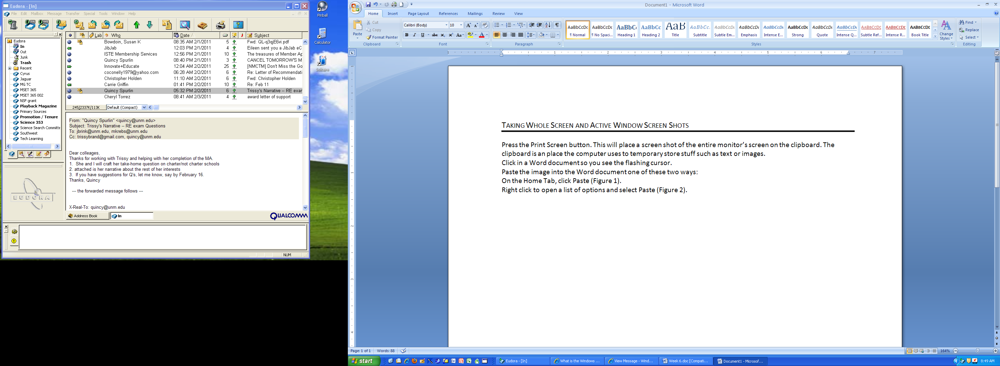 Eudora - [In]
File Edit Mailbox Message Transfer Special Tools Window Help
Eudora
In
Out
Junk
Trash
Recent
Cyrus
Jaguar
MG TC
MSET 365
MSET 365 002
NSF grant
Playback Magazine
Primary Sources
Promotion / Tenure
Science 353
Science Search Committe
Southwest
Tech Learning
EUDORA
Lab Who Date Subject
Bowdoin, Susan K 08:35 AM 2/1/2011 5 Fwd: QL-q3qjE6vi.pdf
JibJab 12:03 PM 2/1/2011 4 Eileen sent you a JibJab eC
ISTE Membership Services 12:56 PM 2/1/2011 10 The treasures of Member Ap
Quincy Spurlin 08:40 PM 2/1/2011 3 CANCEL TOMORROW'S M
Innovate+Educate 12:04 AM 2/2/2011 25 [NMCTM] Don't Miss the Go
coconelly1979@yahoo.com 06:28 AM 2/2/2011 6 Re: Letter of Recommendati
Christopher Holden 11:10 AM 2/2/2011 6 Fwd: Christopher Holden
Carrie Griffin 01:41 PM 2/2/2011 10 Re: Feb 11
Quincy Spurlin 05:32 PM 2/2/2011 6 Trissy's Narrative -- RE exar
Cheryl Torrez 08:41 AM 2/3/2011 4 award letter of support
245/2337K/113K Default (Compact)
From: "Quincy Spurlin" <quincy@unm.edu>
Subject: Trissy's Narrative -- RE exam Questions
To: jbrink@unm.edu, mkrebs@unm.edu
Cc: trissybrand@gmail.com, quincy@unm.edu
Dear colleages,
Thanks for working with Trissy and helping with her completion of the MA.
1. She and I will craft her take-home question on charter/not charter schools
2. attached is her narrative about the rest of her interests
3. If you have suggestions for Q's, let me know, say by February 16.
Thanks, Quincy
--- the forwarded message follows ---
X-Real-To: quincy@unm.edu
Address Book In QUALCOMM
NUM
Pinball
Calculator
Solitaire
Document1 - Microsoft Word
Home Insert Page Layout References Mailings Review View
Paste
Cut
Copy
Format Painter
Clipboard
Calibri (Body) 10
B I U abc x₂ x² Aa
Font
Paragraph
AaBbCcDc AaBbCcDc AaBbC AaBbCc AaB AaBbCc. AaBbCcDc AaBbCcDc AaBbCcDc AaBbCcDc AaBbCcDc AaBbCcDc AABBCCDE AABBCCDE AABBCCDE
¶ Normal ¶ No Spaci... Heading 1 Heading 2 Title Subtitle Subtle Em... Emphasis Intense E... Strong Quote Intense Q... Subtle Ref... Intense R... Book Title
Styles
Change Styles
Find
Replace
Select
Editing
1 1 2 3 4 5 6 7
1
1
2
3
4
TAKING WHOLE SCREEN AND ACTIVE WINDOW SCREEN SHOTS
Press the Print Screen button. This will place a screen shot of the entire monitor's screen on the clipboard. The
clipboard is an place the computer uses to temporary store stuff such as text or images.
Click in a Word document so you see the flashing cursor.
Paste the image into the Word document one of these two ways:
On the Home Tab, click Paste (Figure 1).
Right click to open a list of options and select Paste (Figure 2).
Page: 1 of 1 Words: 88 164%
start Eudora - [In] What is the Windows ... View Message - Wind... Week 6.doc [Compati... Document1 - Microsof... 8:49 AM